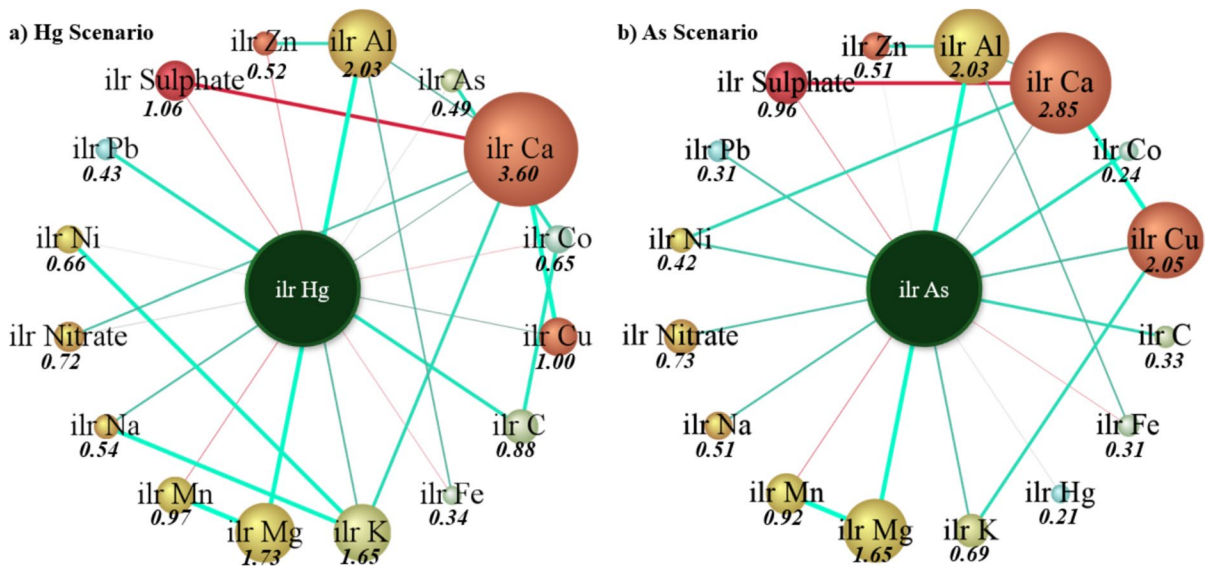 a) Hg Scenario
ilr Zn
0.52
ilr Al
2.03
ilr As
0.49
ilr Sulphate
1.06
ilr Ca
3.60
ilr Pb
0.43
ilr Ni
0.66
ilr Co
0.65
ilr Hg
ilr Nitrate
0.72
ilr Cu
1.00
ilr Na
0.54
ilr C
0.88
ilr Mn
0.97
ilr Mg
1.73
ilr K
1.65
ilr Fe
0.34
b) As Scenario
ilr Zn
0.51
ilr Al
2.03
ilr Sulphate
0.96
ilr Ca
2.85
ilr Pb
0.31
ilr Co
0.24
ilr Ni
0.42
ilr Cu
2.05
ilr As
ilr Nitrate
0.73
ilr C
0.33
ilr Na
0.51
ilr Fe
0.31
ilr Mn
0.92
ilr Mg
1.65
ilr K
0.69
ilr Hg
0.21